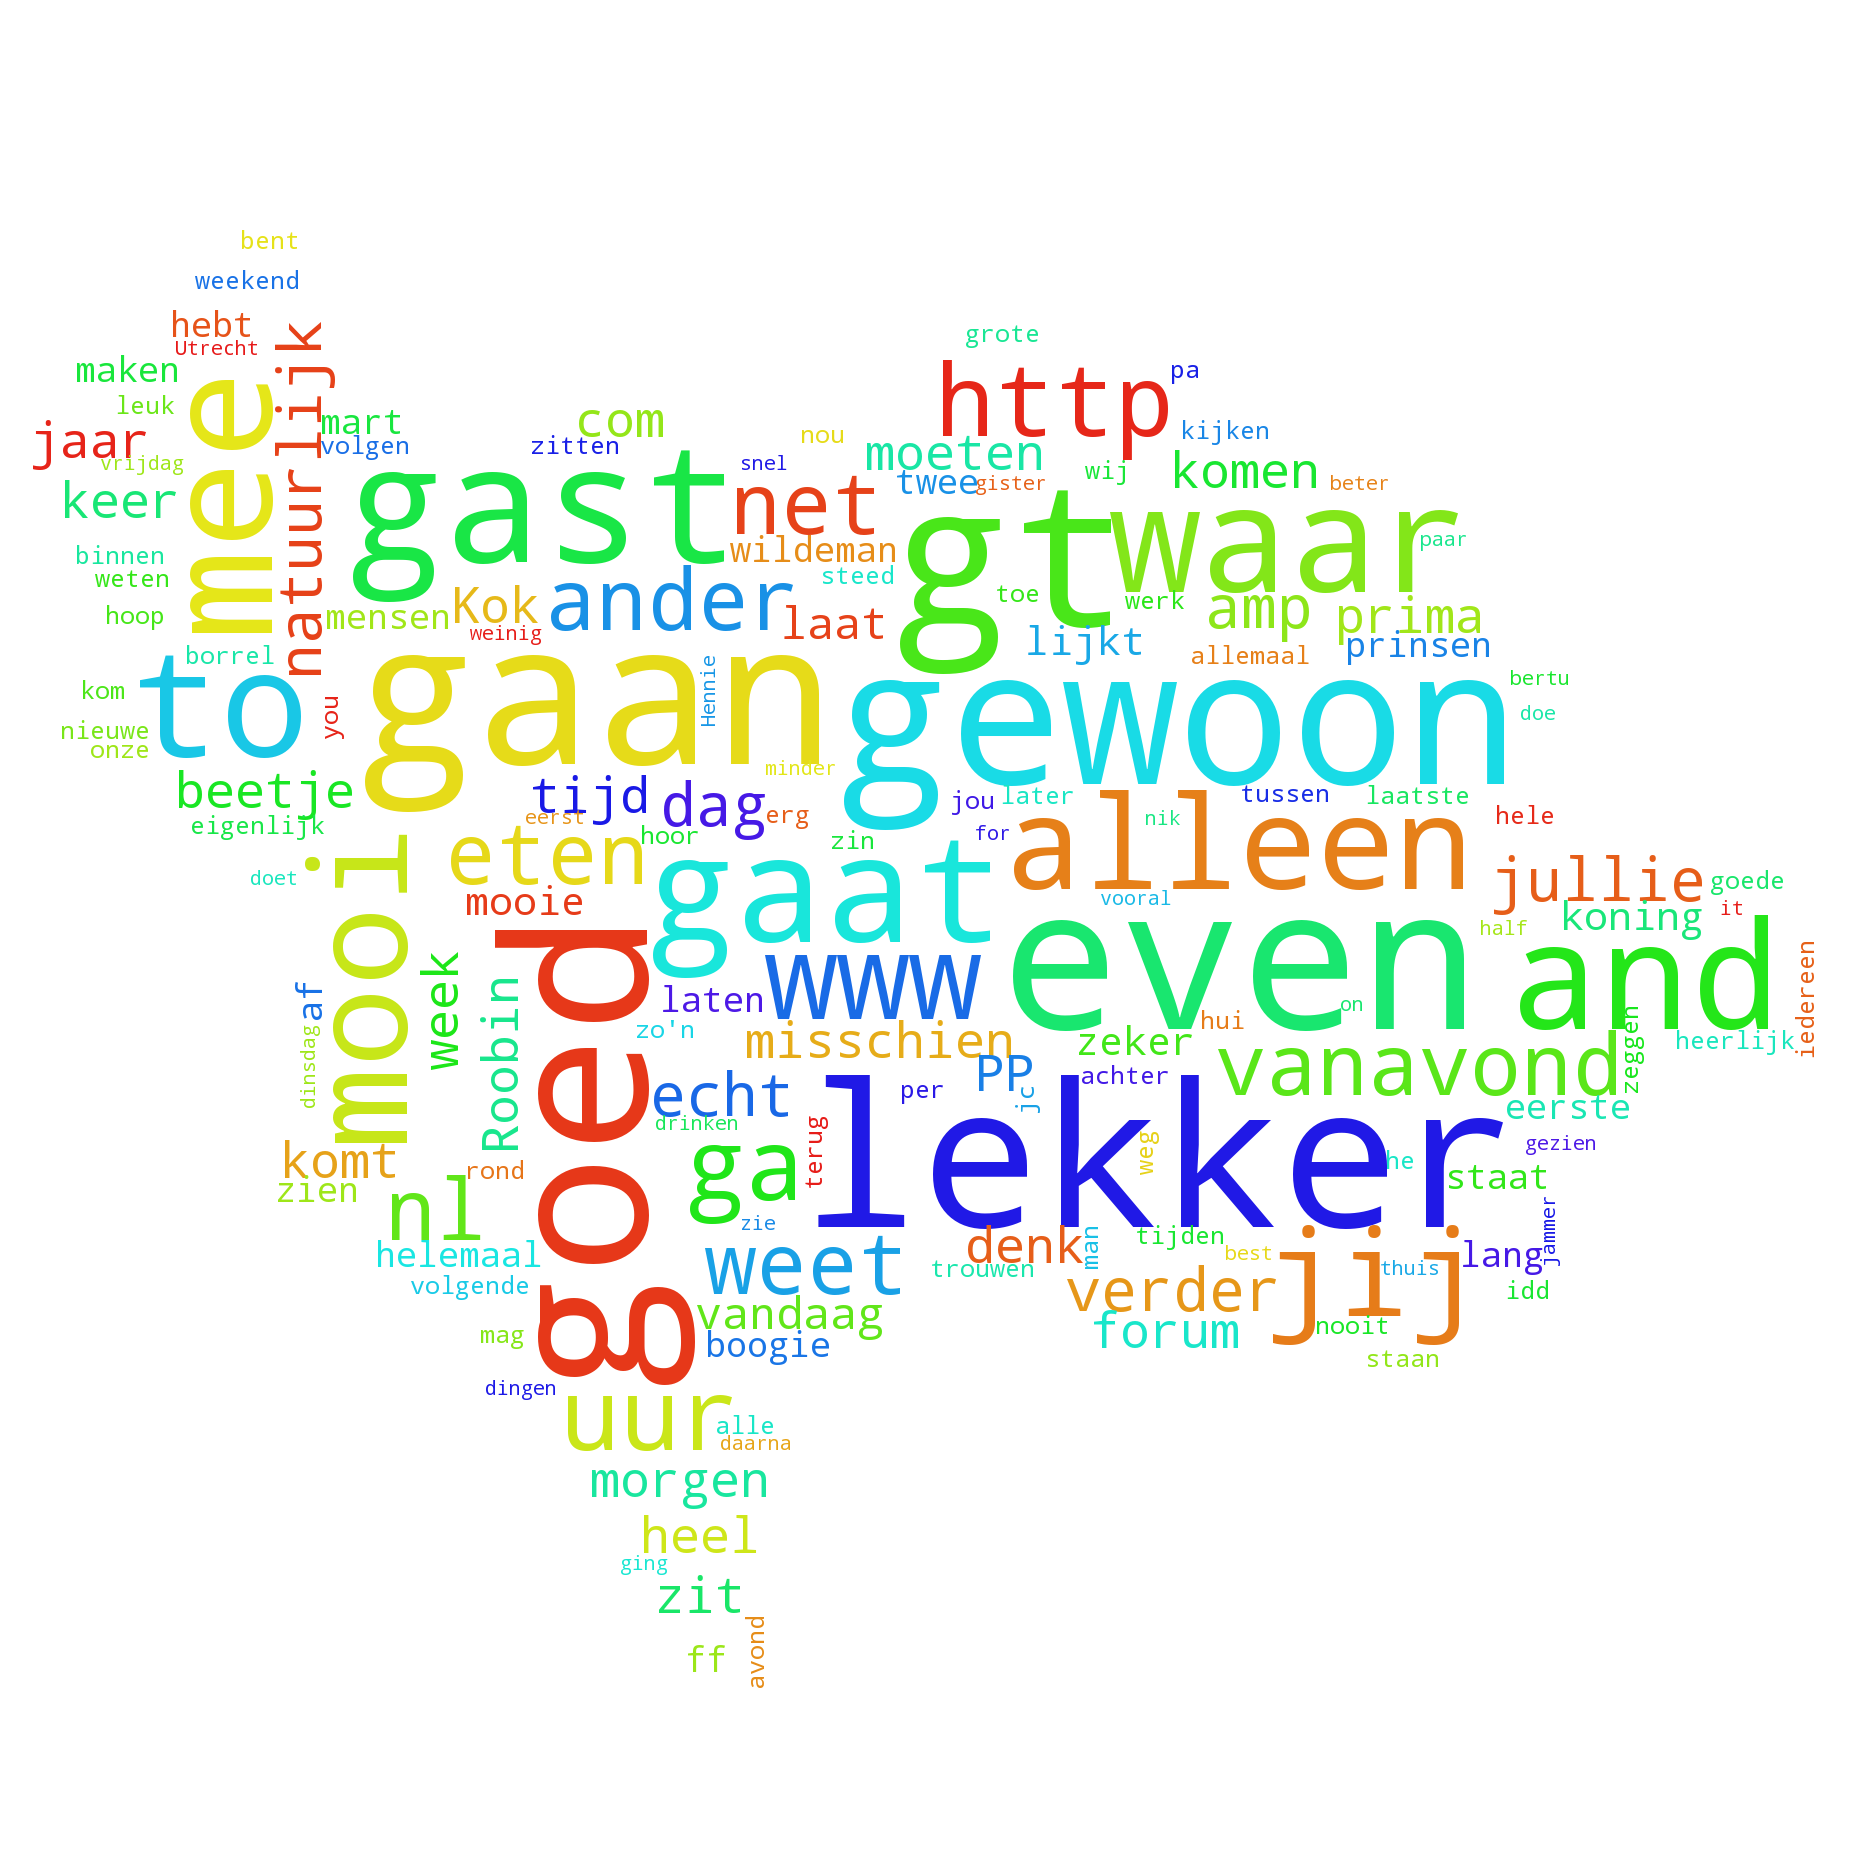 bent
weekend
hebt
Utrecht
grote
maken
http
pa
leuk
natuurlijk
mee
mart
com
jaar
volgen
zitten
nou
moeten
kijken
vrijdag
snel
wij
komen
keer
gast
net
twee
gister
beter
gt
waar
paar
binnen
wildeman
weten
steed
toe
werk
hoop
mensen
Kok
ander
laat
amp
prima
weinig
lijkt
prinsen
borrel
allemaal
kom
to
gaan
Hennie
gewoon
bertu
you
doe
nieuwe
onze
minder
beetje
tijd
dag
jou
later
tussen
laatste
eigenlijk
eerst
erg
hele
hoor
zin
for
nik
eten
gaat
alleen
doet
mooi
mooie
vooral
jullie
goede
it
koning
half
week
Roobin
goed
www
even
and
iedereen
af
laten
on
dinsdag
zo'n
misschien
hui
zeker
vanavond
zeggen
heerlijk
echt
per
PP
jc
achter
lekker
eerste
drinken
terug
weg
gezien
komt
rond
ga
he
staat
zien
nl
zie
jammer
helemaal
weet
denk
man
tijden
best
jij
lang
volgende
trouwen
thuis
verder
idd
mag
vandaag
forum
nooit
boogie
staan
dingen
uur
alle
daarna
morgen
heel
ging
zit
avond
ff